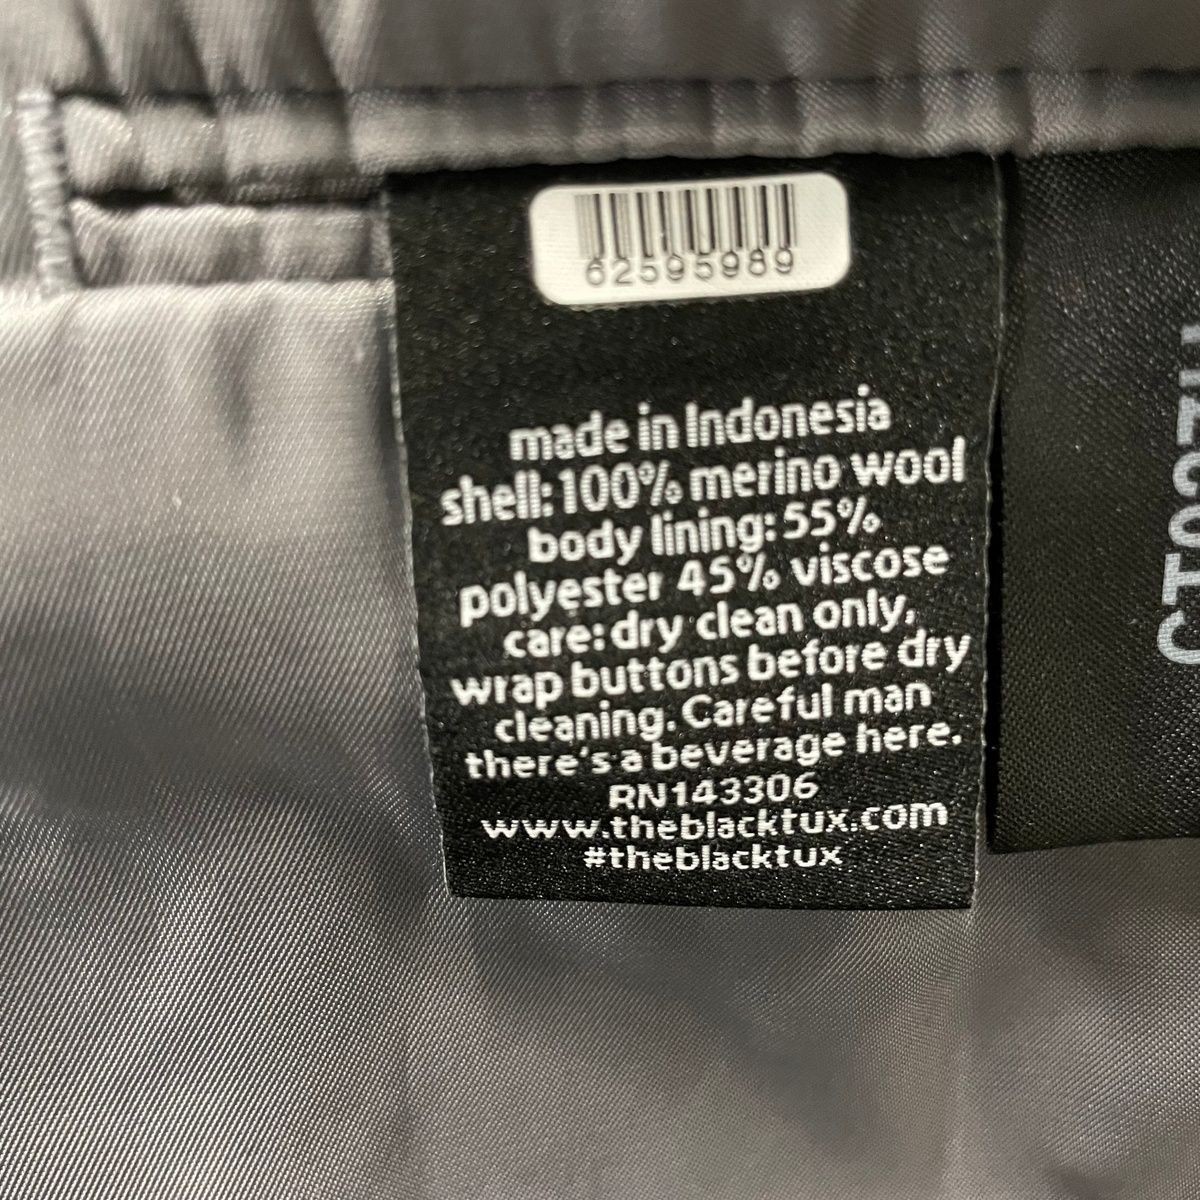 62595989
made in Indonesia
shell: 100% merino wool
body lining: 55%
polyester 45% viscose
care: dry clean only,
wrap buttons before dry
cleaning. Careful man
there's a beverage here.
RN143306
www.theblacktux.com
#theblacktux